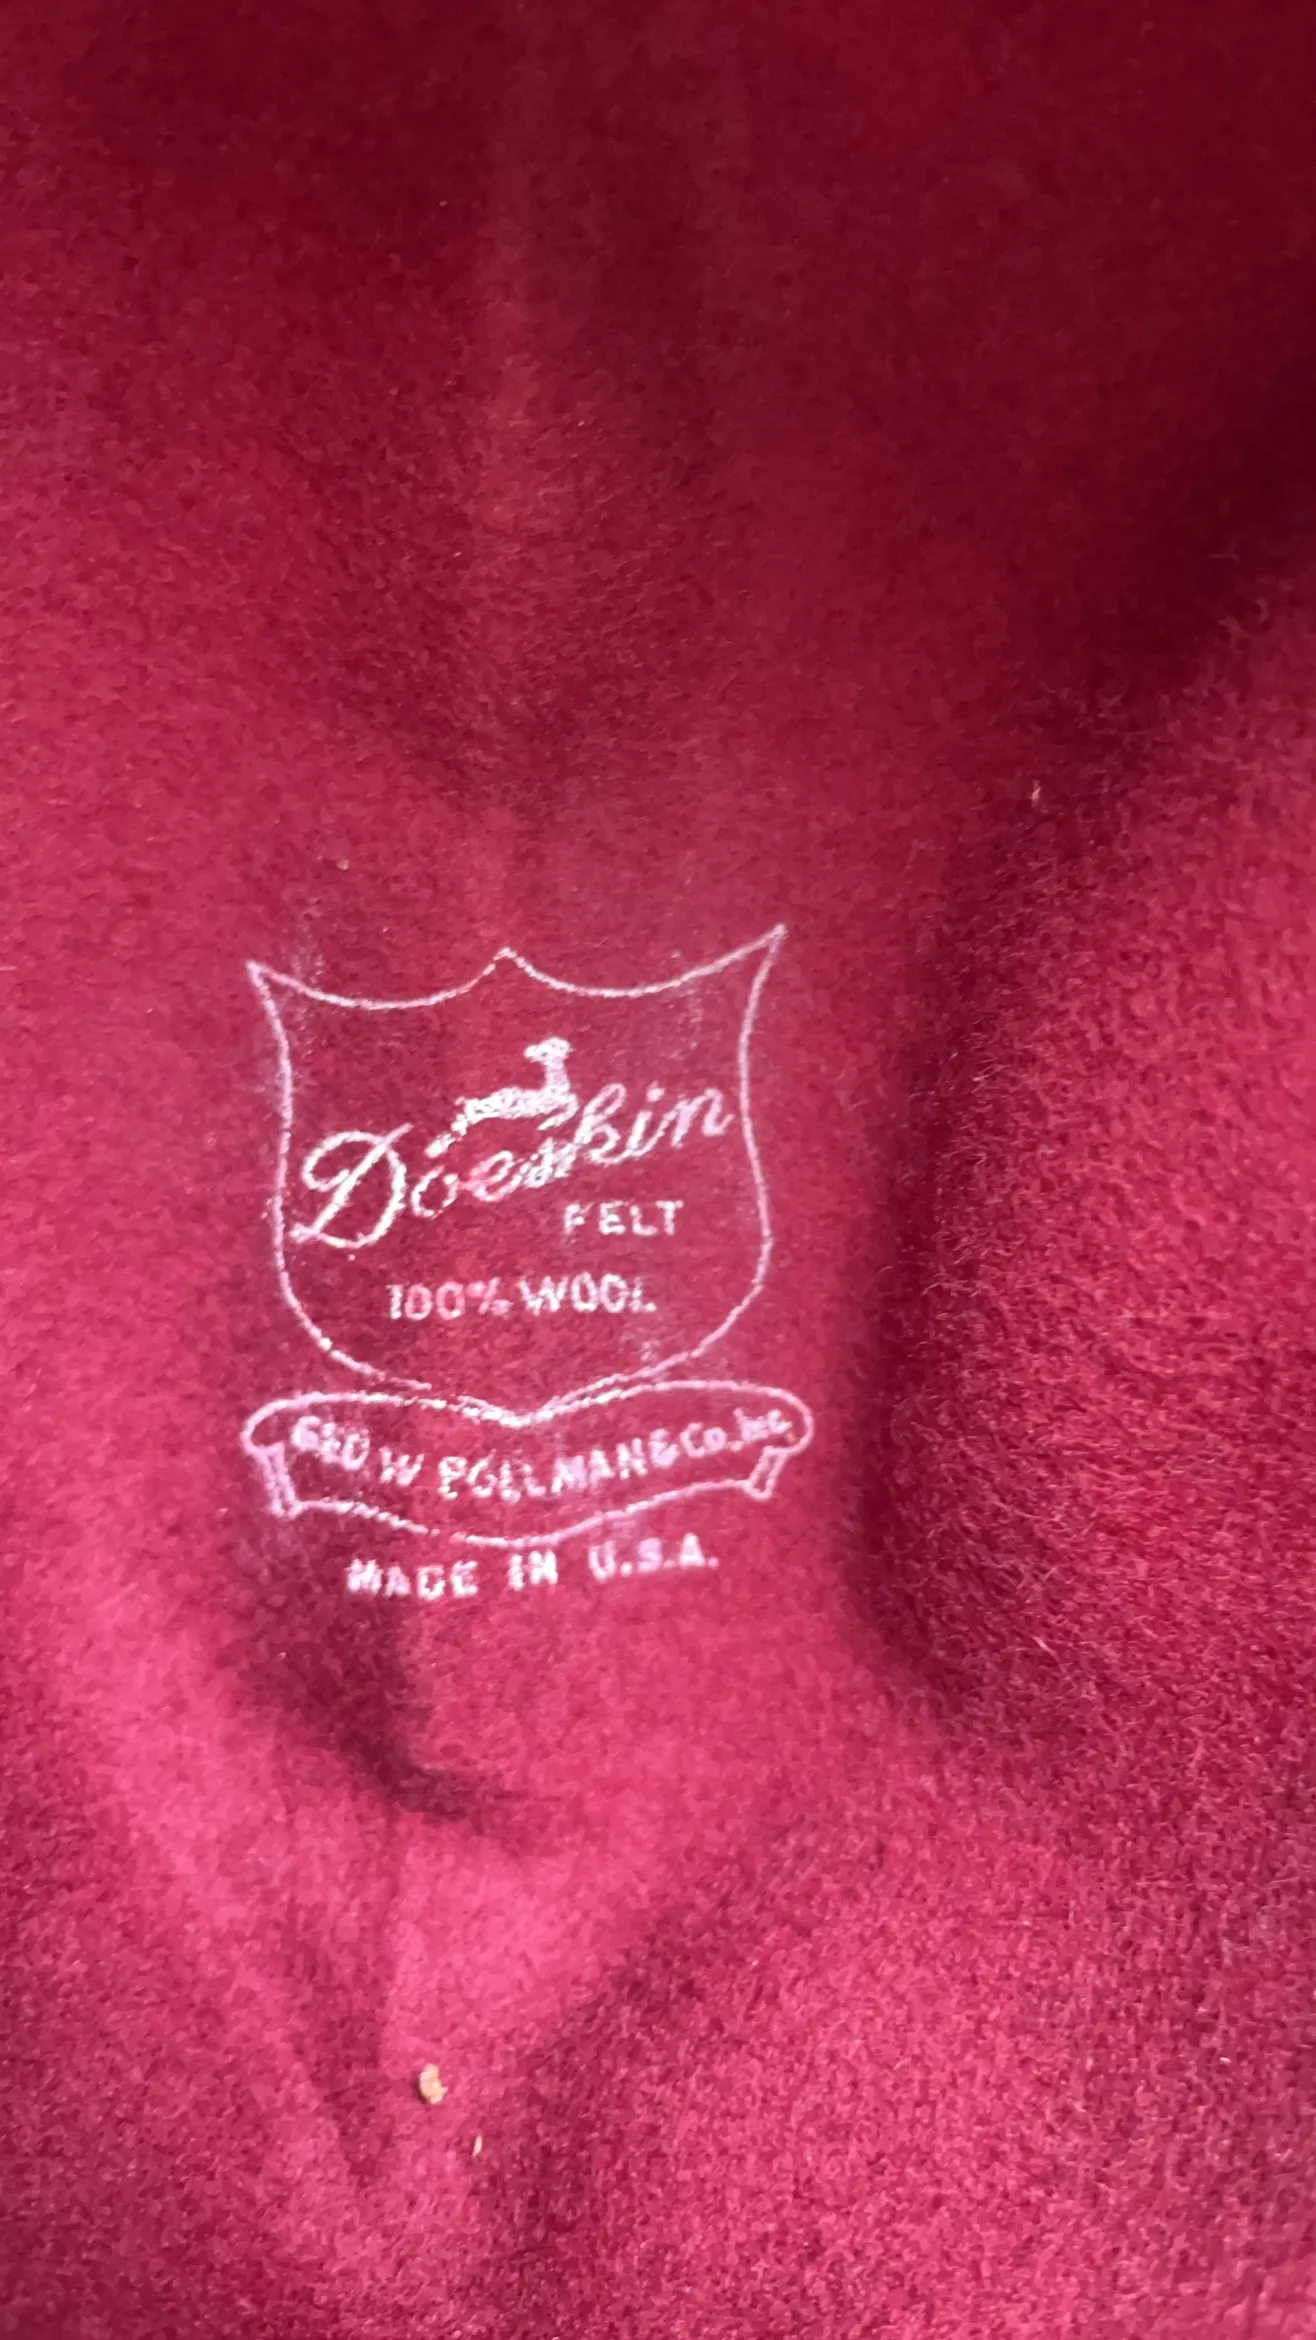 Doeskin
FELT
100% WOOL
GEO. W BOLLMAN & Co. Inc
MADE IN U.S.A.